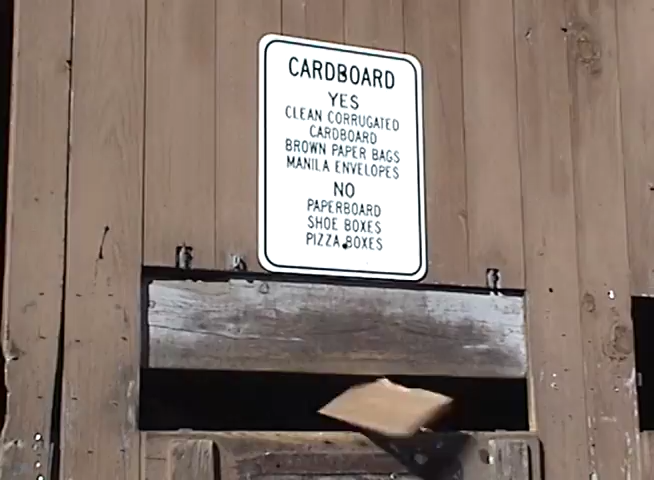 CARDBOARD
YES
CLEAN CORRUGATED
CARDBOARD
BROWN PAPER BAGS
MANILA ENVELOPES
NO
PAPERBOARD
SHOE BOXES
PIZZA BOXES